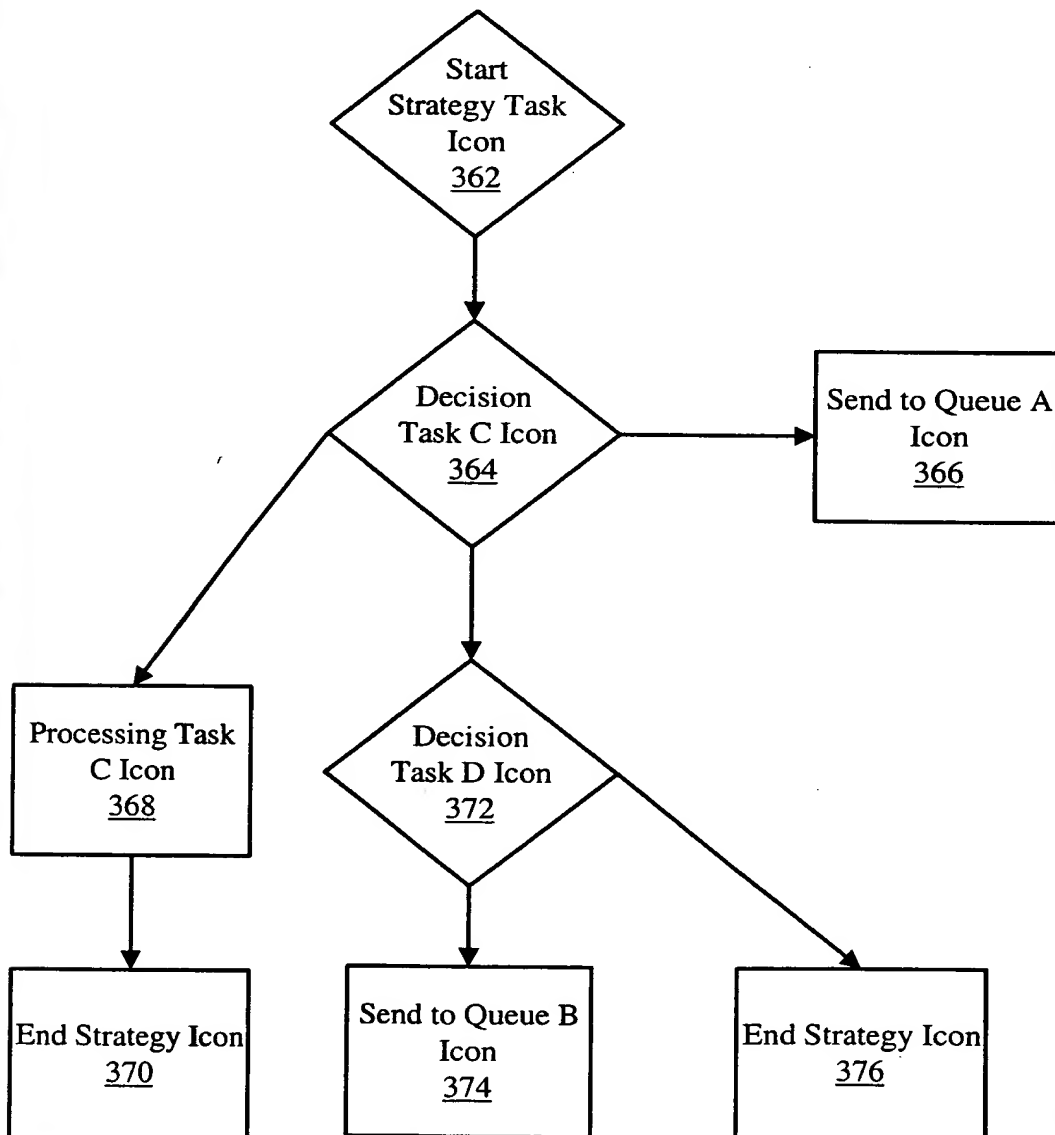 Start
Strategy Task
Icon
362
Decision
Task C Icon
364
Send to Queue A
Icon
366
Processing Task
C Icon
368
Decision
Task D Icon
372
End Strategy Icon
370
Send to Queue B
Icon
374
End Strategy Icon
376